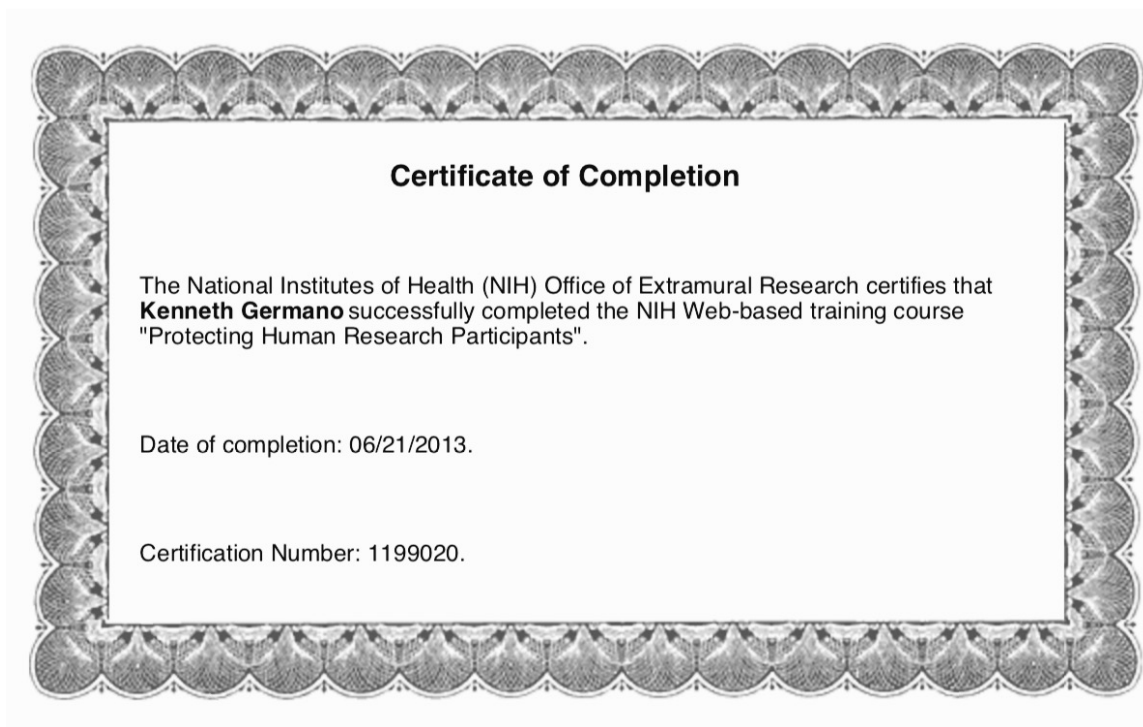 Certificate of Completion
The National Institutes of Health (NIH) Office of Extramural Research certifies that
Kenneth Germano successfully completed the NIH Web-based training course
"Protecting Human Research Participants".
Date of completion: 06/21/2013.
Certification Number: 1199020.